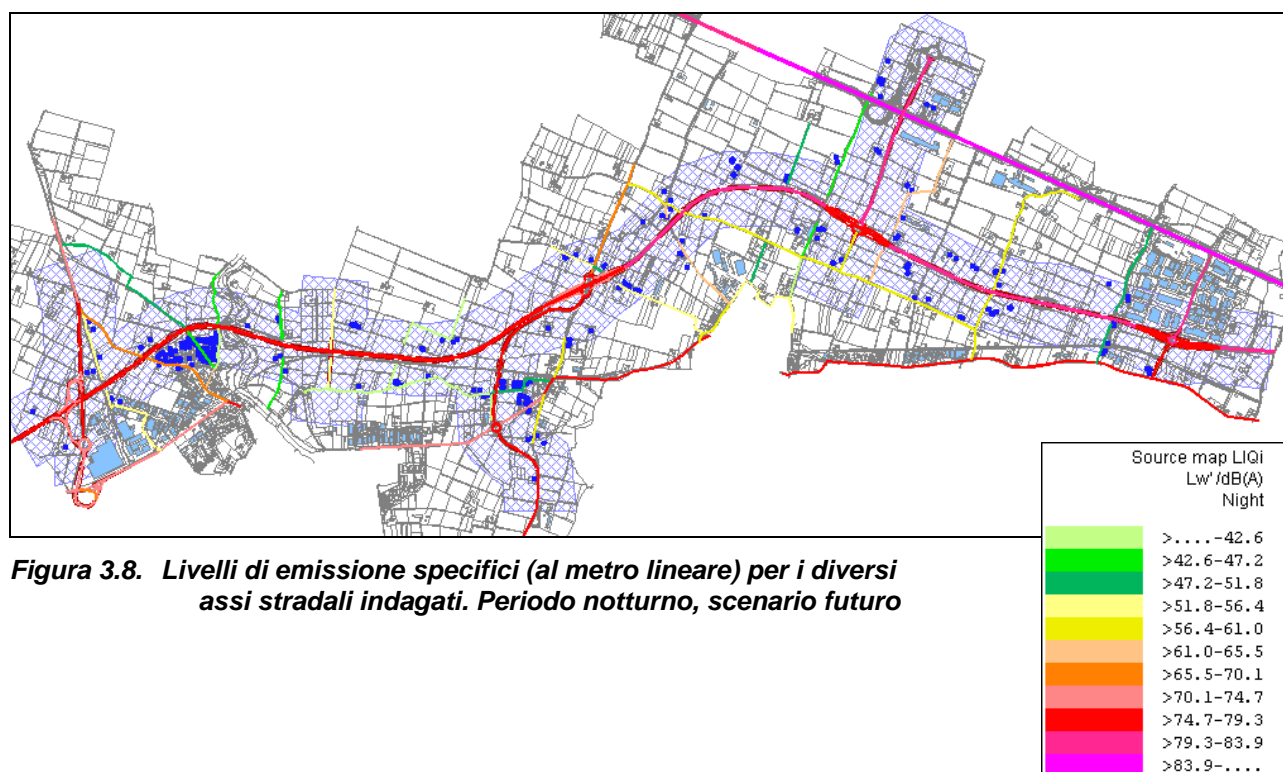 Figura 3.8. Livelli di emissione specifici (al metro lineare) per i diversi
assi stradali indagati. Periodo notturno, scenario futuro
Source map LIQi
Lw'/dB(A)
Night
>....-42.6
>42.6-47.2
>47.2-51.8
>51.8-56.4
>56.4-61.0
>61.0-65.5
>65.5-70.1
>70.1-74.7
>74.7-79.3
>79.3-83.9
>83.9-....